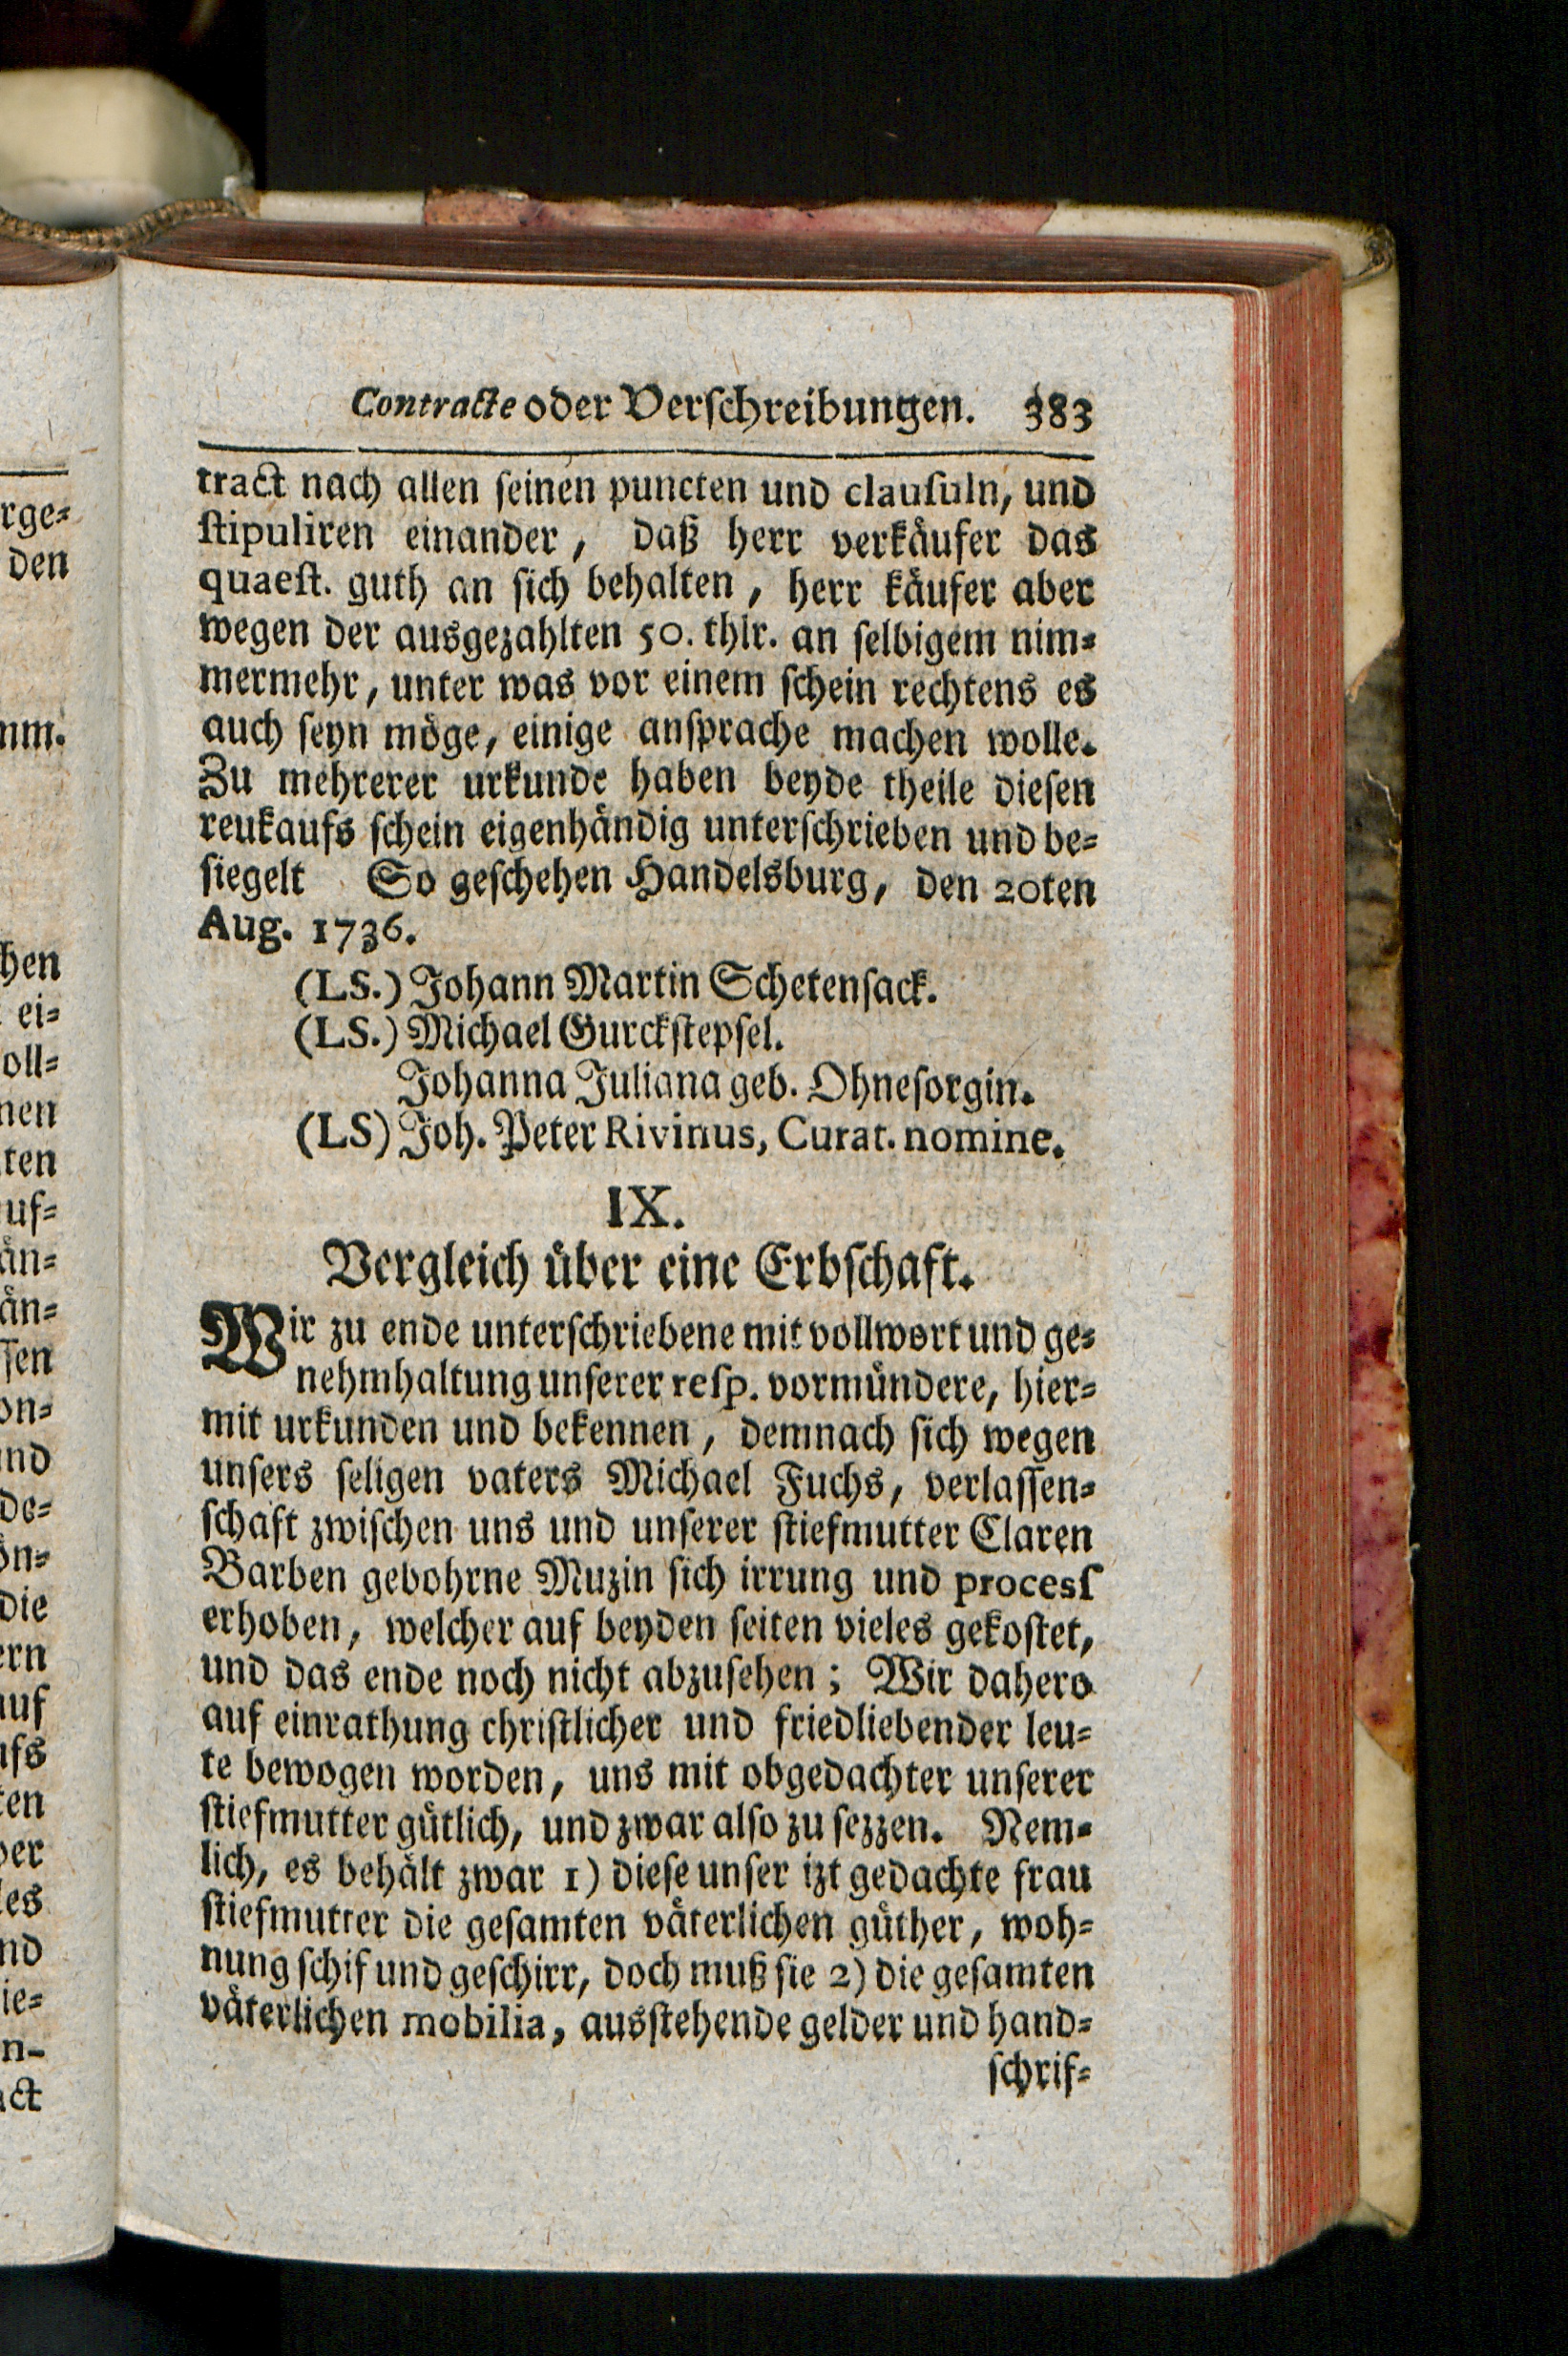 Contracte oder Verschreibungen. 383
tract nach allen seinen puncten und clausuln, und
stipuliren einander, daß herr verkäufer das
quaest. guth an sich behalten, herr käufer aber
wegen der ausgezahlten 50. thlr. an selbigem nim-
mermehr, unter was vor einem schein rechtens es
auch seyn möge, einige ansprache machen wolle.
Zu mehrerer urkunde haben beyde theile diesen
reukaufs schein eigenhändig unterschrieben und be-
siegelt So geschehen Handelsburg, den 20ten
Aug. 1736.
(LS.) Johann Martin Schetensack.
(LS.) Michael Gurckstepsel.
Johanna Juliana geb. Ohnesorgin.
(LS) Joh. Peter Rivinus, Curat. nomine.
IX.
Vergleich über eine Erbschaft.
Wir zu ende unterschriebene mit vollwort und ge-
nehmhaltung unserer resp. vormündere, hier-
mit urkunden und bekennen, demnach sich wegen
unsers seligen vaters Michael Fuchs, verlassen-
schaft zwischen uns und unserer stiefmutter Claren
Barben gebohrne Muzin sich irrung und process
erhoben, welcher auf beyden seiten vieles gekostet,
und das ende noch nicht abzusehen; Wir dahero
auf einrathung christlicher und friedliebender leu-
te bewogen worden, uns mit obgedachter unserer
stiefmutter gütlich, und zwar also zu sezzen. Nem-
lich, es behält zwar 1) diese unser izt gedachte frau
stiefmutter die gesamten väterlichen güther, woh-
nung schif und geschirr, doch muß sie 2) die gesamten
väterlichen mobilia, ausstehende gelder und hand-
schrif-